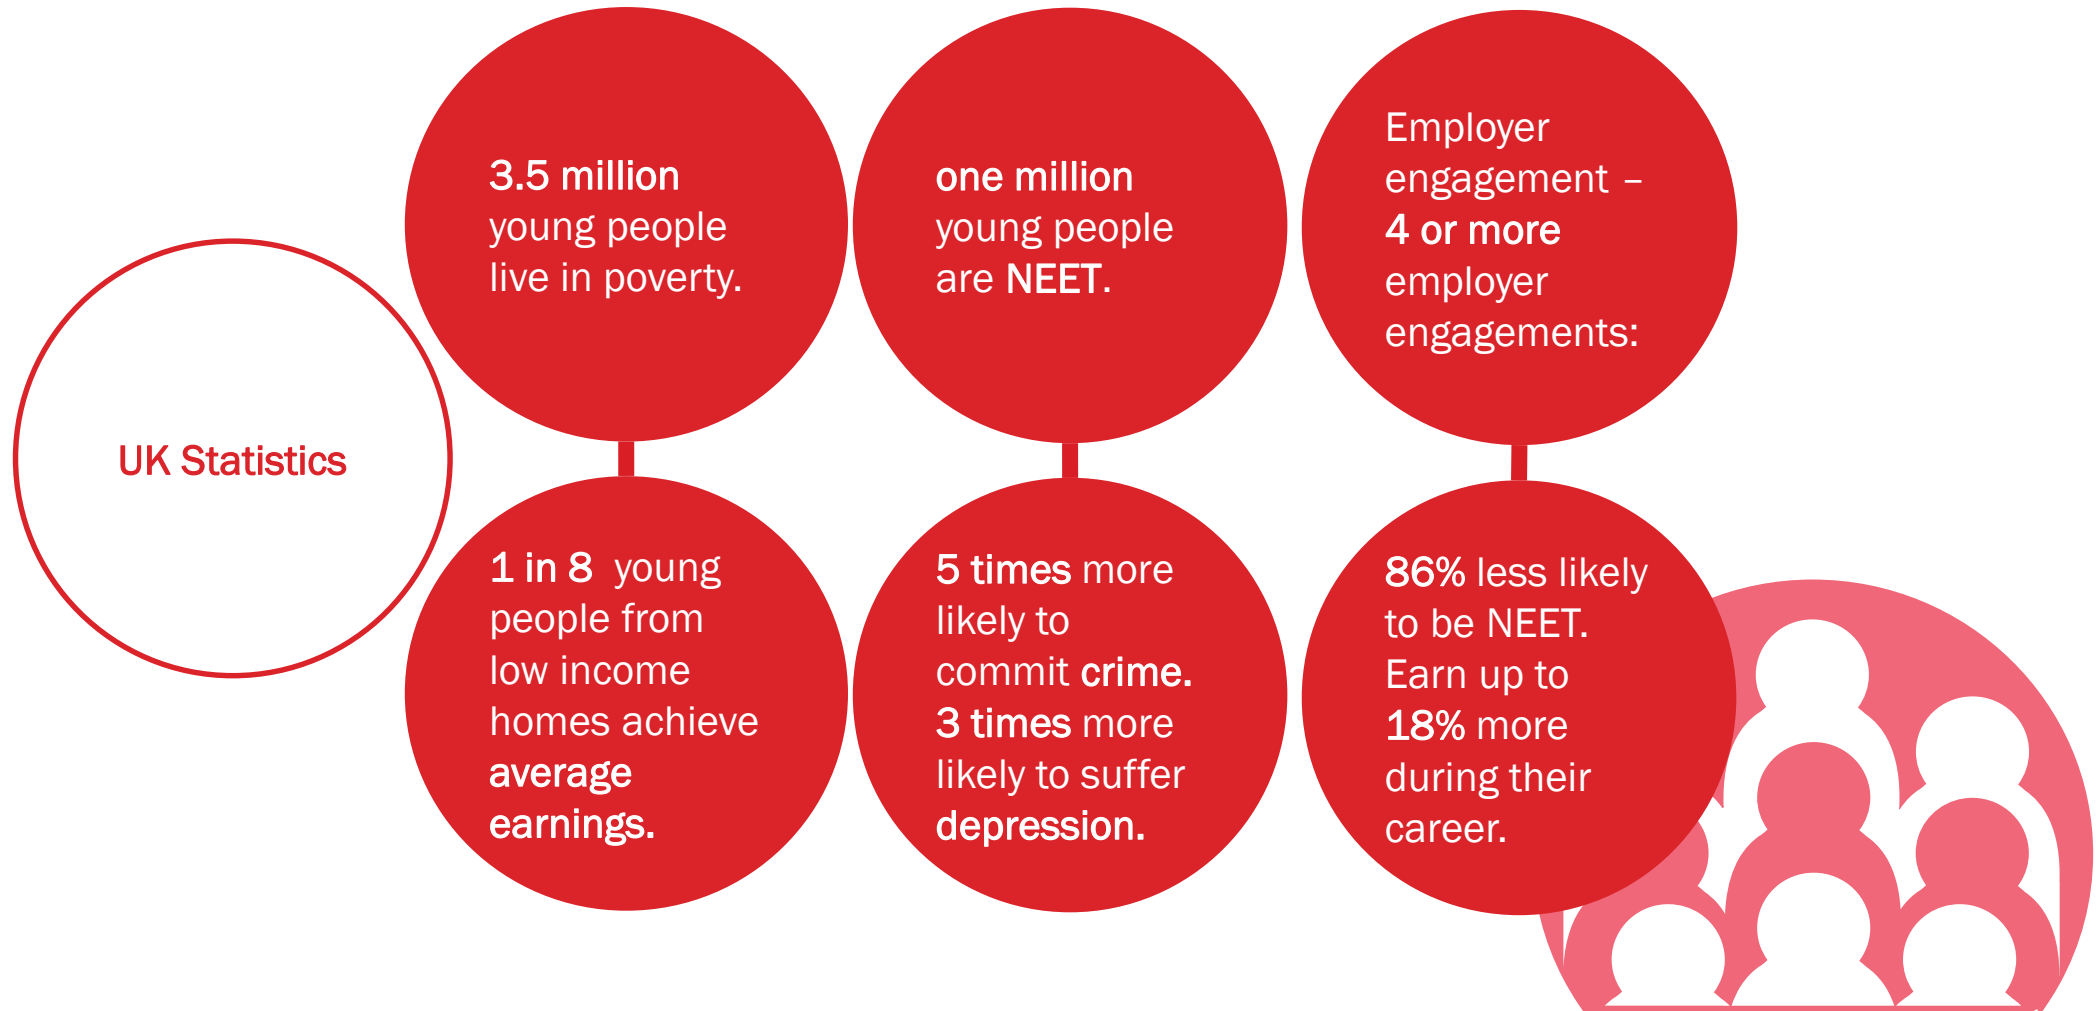 UK Statistics
3.5 million
young people
live in poverty.
1 in 8 young
people from
low income
homes achieve
average
earnings.
one million
young people
are NEET.
5 times more
likely to
commit crime.
3 times more
likely to suffer
depression.
Employer
engagement –
4 or more
employer
engagements:
86% less likely
to be NEET.
Earn up to
18% more
during their
career.